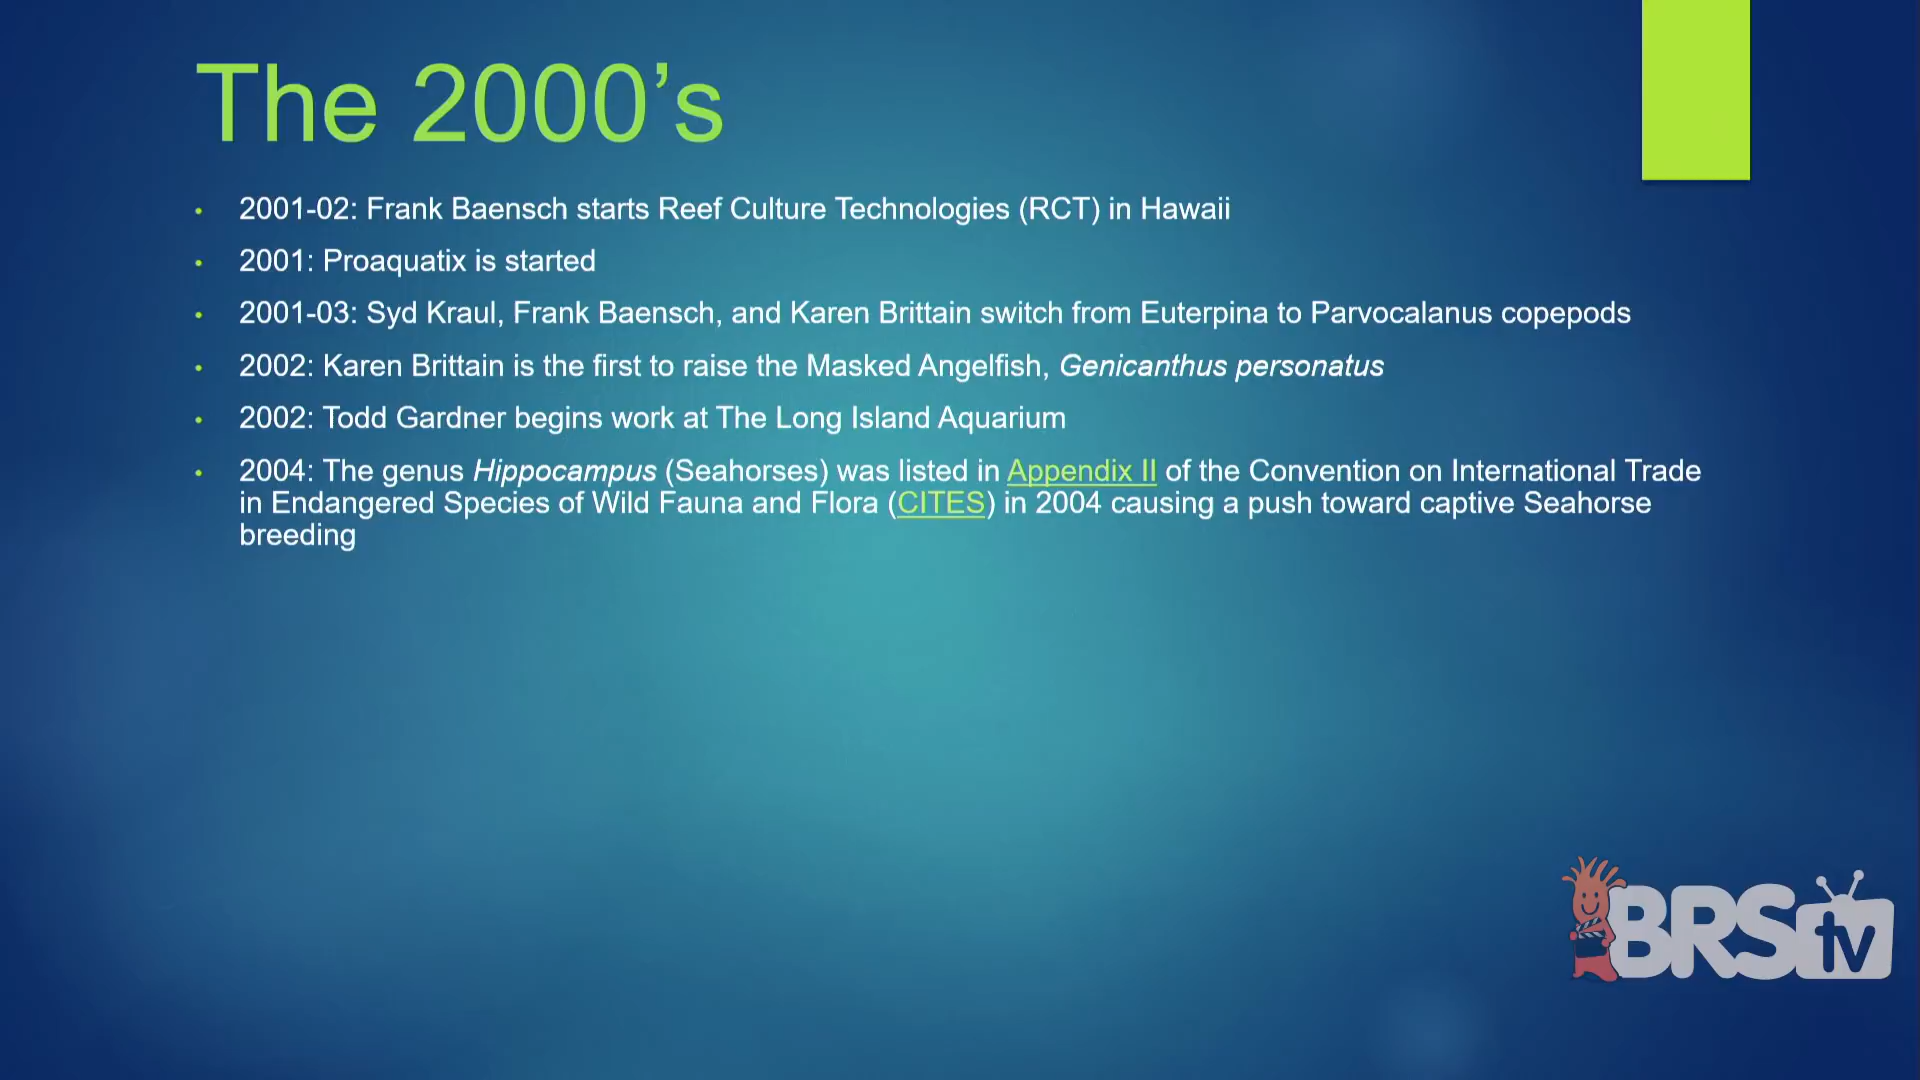 The 2000’s
• 2001-02: Frank Baensch starts Reef Culture Technologies (RCT) in Hawaii
• 2001: Proaquatix is started
• 2001-03: Syd Kraul, Frank Baensch, and Karen Brittain switch from Euterpina to Parvocalanus copepods
• 2002: Karen Brittain is the first to raise the Masked Angelfish, Genicanthus personatus
• 2002: Todd Gardner begins work at The Long Island Aquarium
• 2004: The genus Hippocampus (Seahorses) was listed in Appendix II of the Convention on International Trade
in Endangered Species of Wild Fauna and Flora (CITES) in 2004 causing a push toward captive Seahorse
breeding
BRS tv